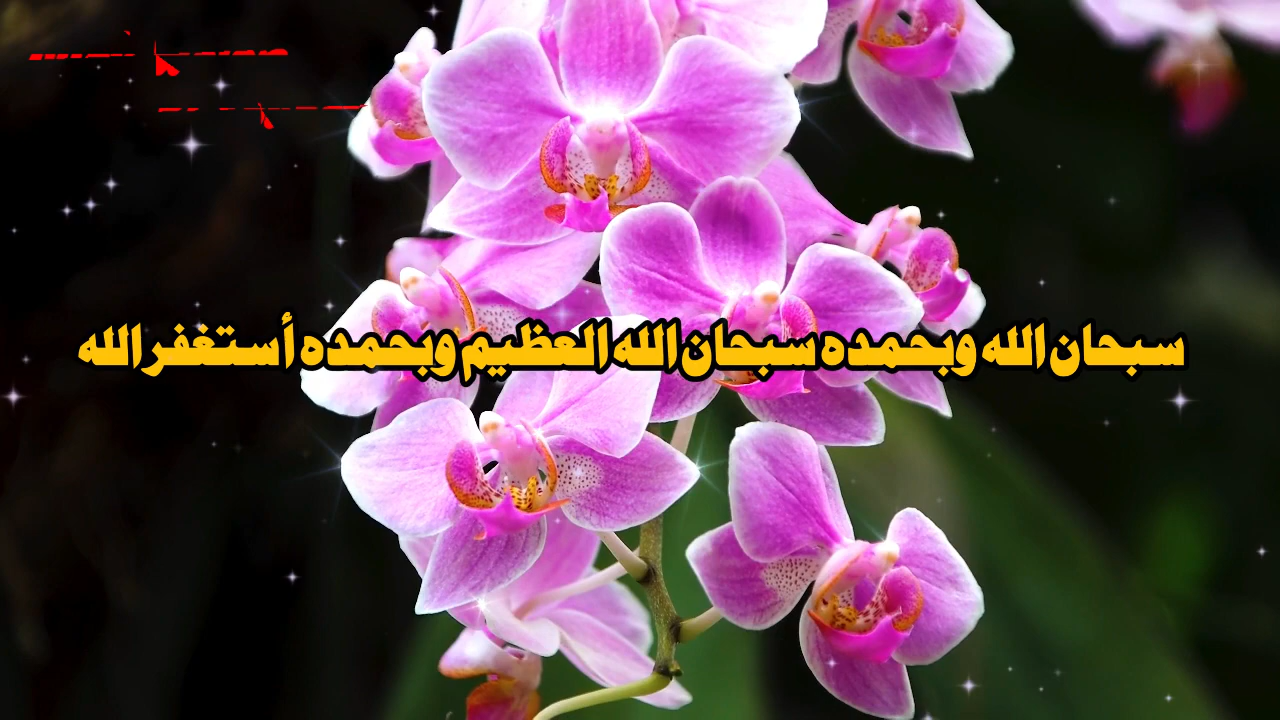 سبحان الله وبحمده سبحان الله العظيم وبحمده أستغفر الله